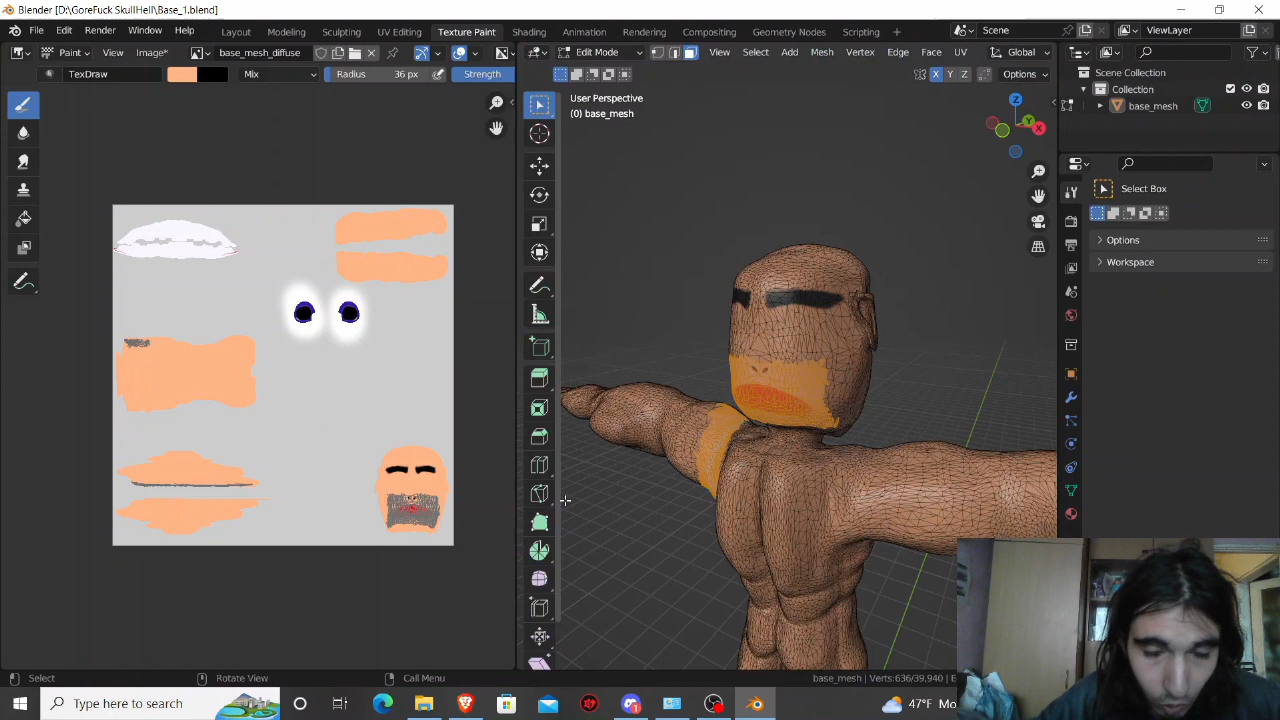 Blender [D:\GoreFuck SkullHell\Base_1.blend]
File Edit Render Window Help
Layout Modeling Sculpting UV Editing Texture Paint Shading Animation Rendering Compositing Geometry Nodes Scripting
Scene
ViewLayer
Paint View Image* base_mesh_diffuse
Edit Mode View Select Add Mesh Vertex Edge Face UV Global
TexDraw Mix Radius 36 px Strength
X Y Z Options
User Perspective
(0) base_mesh
Scene Collection
Collection
base_mesh
Select Box
Options
Workspace
Z
Y
X
Select Rotate View Call Menu
base_mesh | Verts:636/39,940
Type here to search
47°F